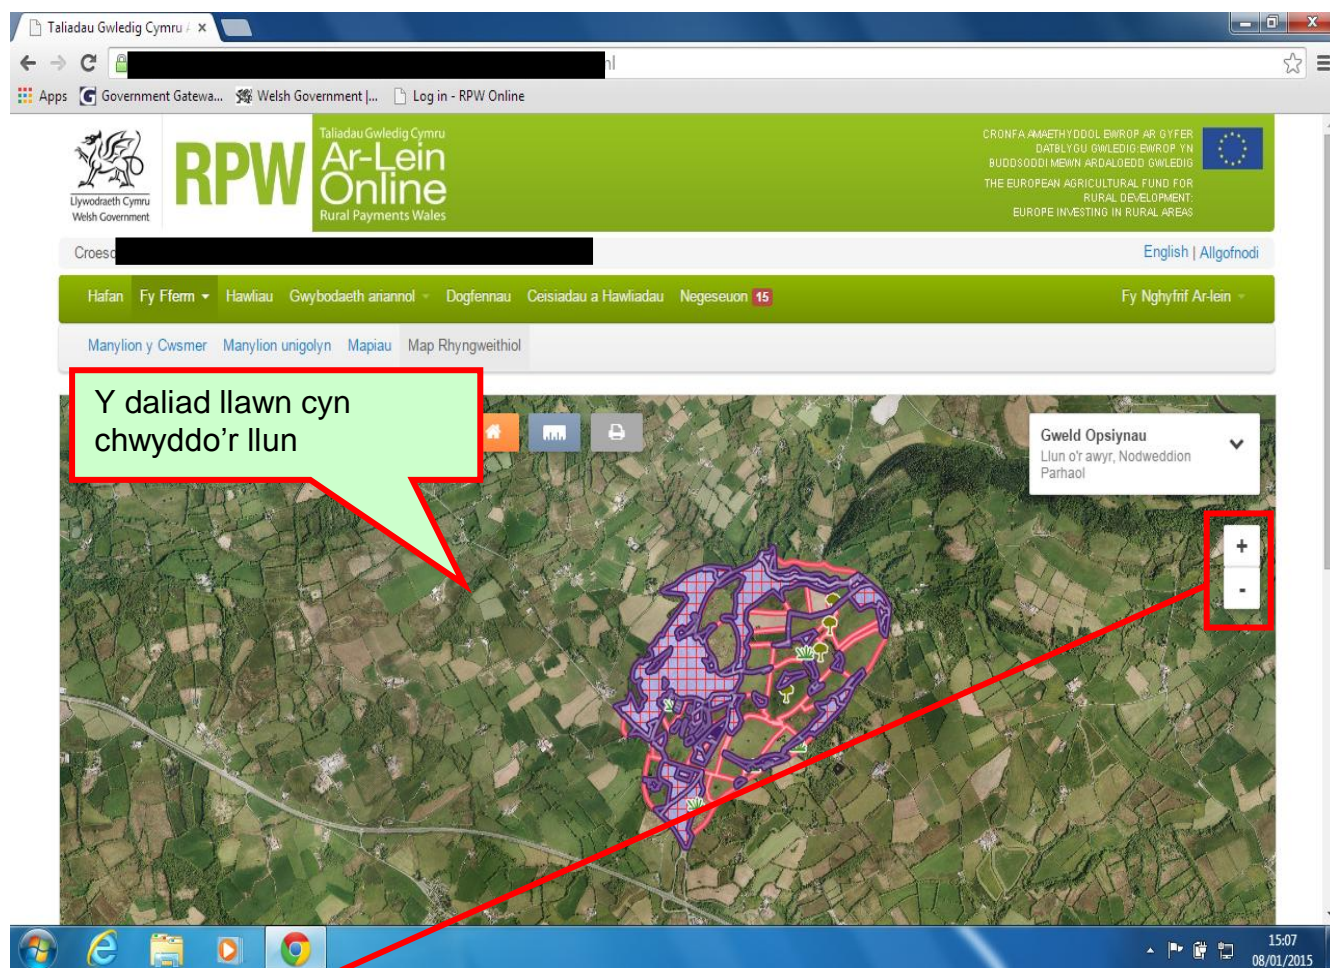 Taliadau Gwledig Cymru
Apps Government Gatewa... Welsh Government |... Log in - RPW Online
Llywodraeth Cymru
Welsh Government
RPW
Taliadau Gwledig Cymru
Ar-Lein
Online
Rural Payments Wales
CRONFA AMAETHYDDOL EWROP AR GYFER
DATBLYGU GWLEDIG:EWROP YN
BUDDSODDI MEWN ARDALOEDD GWLEDIG
THE EUROPEAN AGRICULTURAL FUND FOR
RURAL DEVELOPMENT:
EUROPE INVESTING IN RURAL AREAS
English | Allgofnodi
Hafan Fy Fferm Hawliau Gwybodaeth ariannol Dogfennau Ceisiadau a Hawliadau Negeseuon 15 Fy Nghyfrif Ar-lein
Manylion y Cwsmer Manylion unigolyn Mapiau Map Rhyngweithiol
Y daliad llawn cyn
chwyddo’r llun
Gweld Opsiynau
Llun o'r awyr, Nodweddion
Parhaol
+
-
15:07
08/01/2015